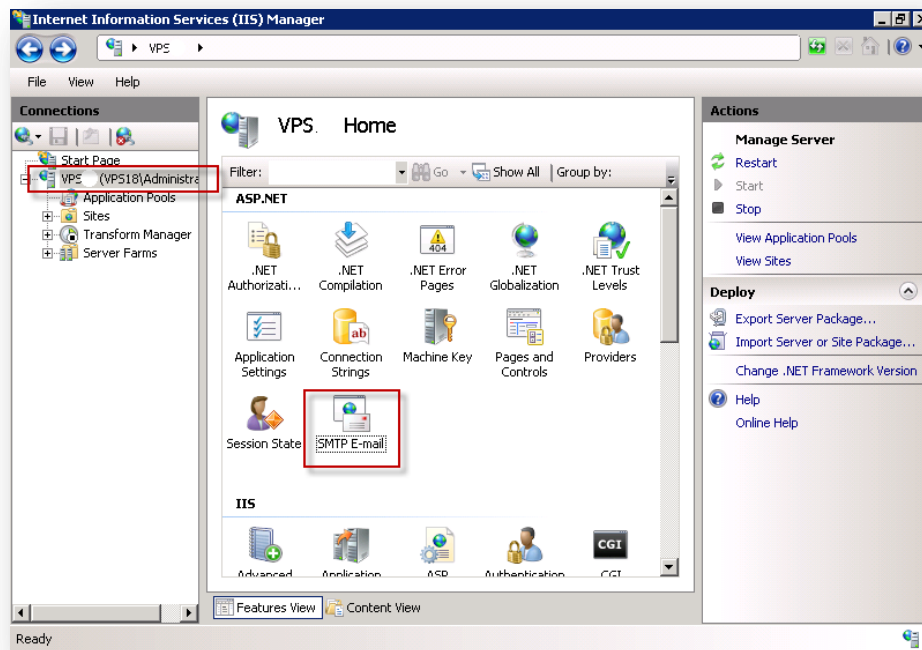 Internet Information Services (IIS) Manager
VPS
File View Help
Connections
Start Page
VPS (VPS18\Administra
Application Pools
Sites
Transform Manager
Server Farms
VPS. Home
Filter: Go Show All Group by:
ASP.NET
.NET Authorizati...
.NET Compilation
.NET Error Pages
.NET Globalization
.NET Trust Levels
Application Settings
Connection Strings
Machine Key
Pages and Controls
Providers
Session State
SMTP E-mail
IIS
Advanced
Application
ASP
Authentication
CGI
Features View Content View
Actions
Manage Server
Restart
Start
Stop
View Application Pools
View Sites
Deploy
Export Server Package...
Import Server or Site Package...
Change .NET Framework Version
Help
Online Help
Ready